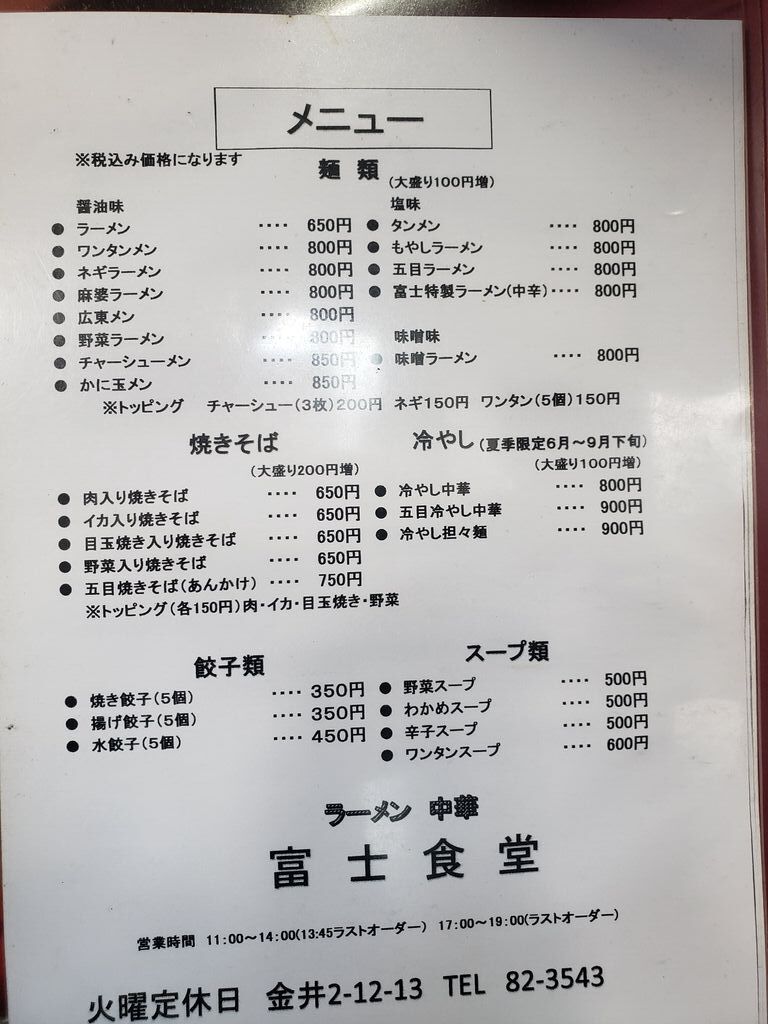 メニュー
※税込み価格になります
麺類
(大盛り100円増)
醤油味
● ラーメン ‥‥ 650円
● ワンタンメン ‥‥ 800円
● ネギラーメン ‥‥ 800円
● 麻婆ラーメン ‥‥ 800円
● 広東メン ‥‥ 800円
● 野菜ラーメン ‥‥ 800円
● チャーシューメン ‥‥ 850円
● かに玉メン ‥‥ 850円
塩味
● タンメン ‥‥ 800円
● もやしラーメン ‥‥ 800円
● 五目ラーメン ‥‥ 800円
● 富士特製ラーメン(中辛)‥‥ 800円
味噌味
● 味噌ラーメン ‥‥ 800円
※トッピング チャーシュー(3枚)200円 ネギ150円 ワンタン(5個)150円
焼きそば
(大盛り200円増)
● 肉入り焼きそば ‥‥ 650円
● イカ入り焼きそば ‥‥ 650円
● 目玉焼き入り焼きそば ‥‥ 650円
● 野菜入り焼きそば ‥‥ 650円
● 五目焼きそば(あんかけ) ‥‥ 750円
※トッピング(各150円)肉・イカ・目玉焼き・野菜
冷やし (夏季限定6月~9月下旬)
(大盛り100円増)
● 冷やし中華 ‥‥ 800円
● 五目冷やし中華 ‥‥ 900円
● 冷やし担々麺 ‥‥ 900円
餃子類
● 焼き餃子(5個) ‥‥ 350円
● 揚げ餃子(5個) ‥‥ 350円
● 水餃子(5個) ‥‥ 450円
スープ類
● 野菜スープ ‥‥ 500円
● わかめスープ ‥‥ 500円
● 辛子スープ ‥‥ 500円
● ワンタンスープ ‥‥ 600円
ラーメン 中華
富士食堂
営業時間 11:00~14:00(13:45ラストオーダー) 17:00~19:00(ラストオーダー)
火曜定休日 金井2-12-13 TEL 82-3543